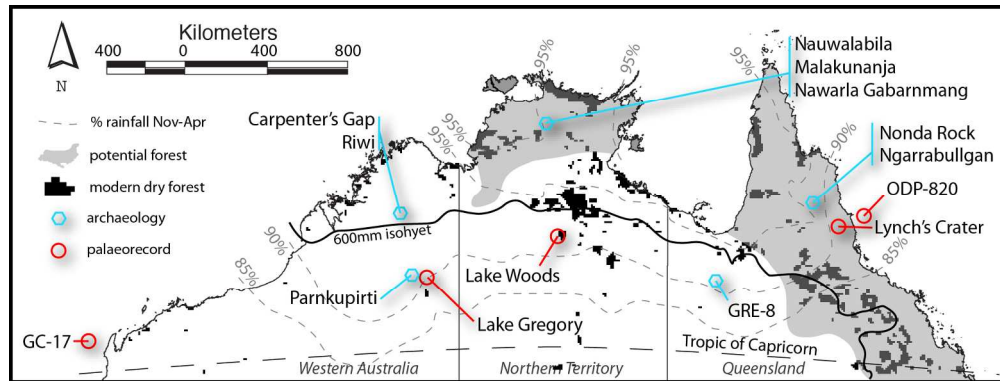 Kilometers
400 0 400 800
N
% rainfall Nov-Apr
potential forest
modern dry forest
archaeology
palaeorecord
Carpenter's Gap
Riwi
600mm isohyet
95%
95%
95%
95%
95%
90%
90%
85%
85%
Nauwalabila
Malakunanja
Nawarla Gabarnmang
Nonda Rock
Ngarrabullgan
ODP-820
Lynch's Crater
Parnkupirti
Lake Gregory
Lake Woods
GRE-8
GC-17
Tropic of Capricorn
Western Australia
Northern Territory
Queensland